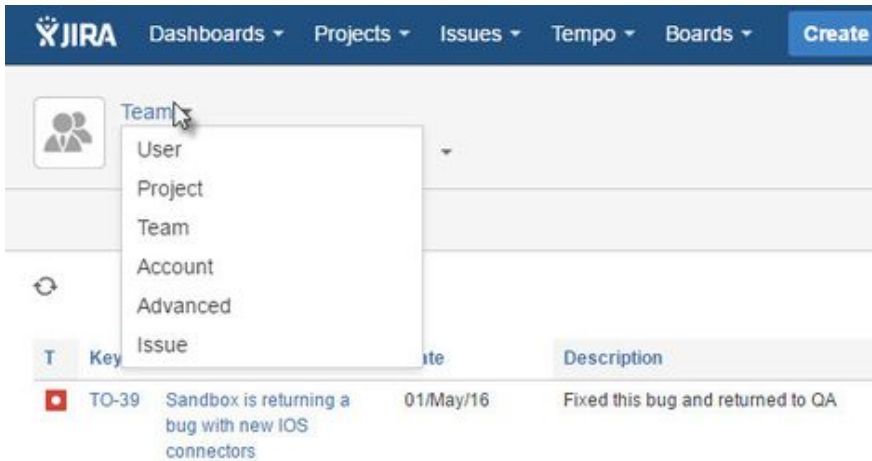 JIRA Dashboards Projects Issues Tempo Boards Create
Team
User
Project
Team
Account
Advanced
Issue
T Key Description
TO-39 Sandbox is returning a 01/May/16 Fixed this bug and returned to QA
bug with new IOS
connectors